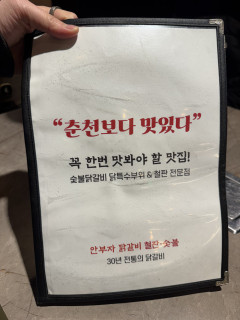 “춘천보다 맛있다”
꼭 한번 맛봐야 할 맛집!
숯불닭갈비 닭특수부위 & 철판 전문점
안부자 닭갈비 철판·숯불
30년 전통의 닭갈비